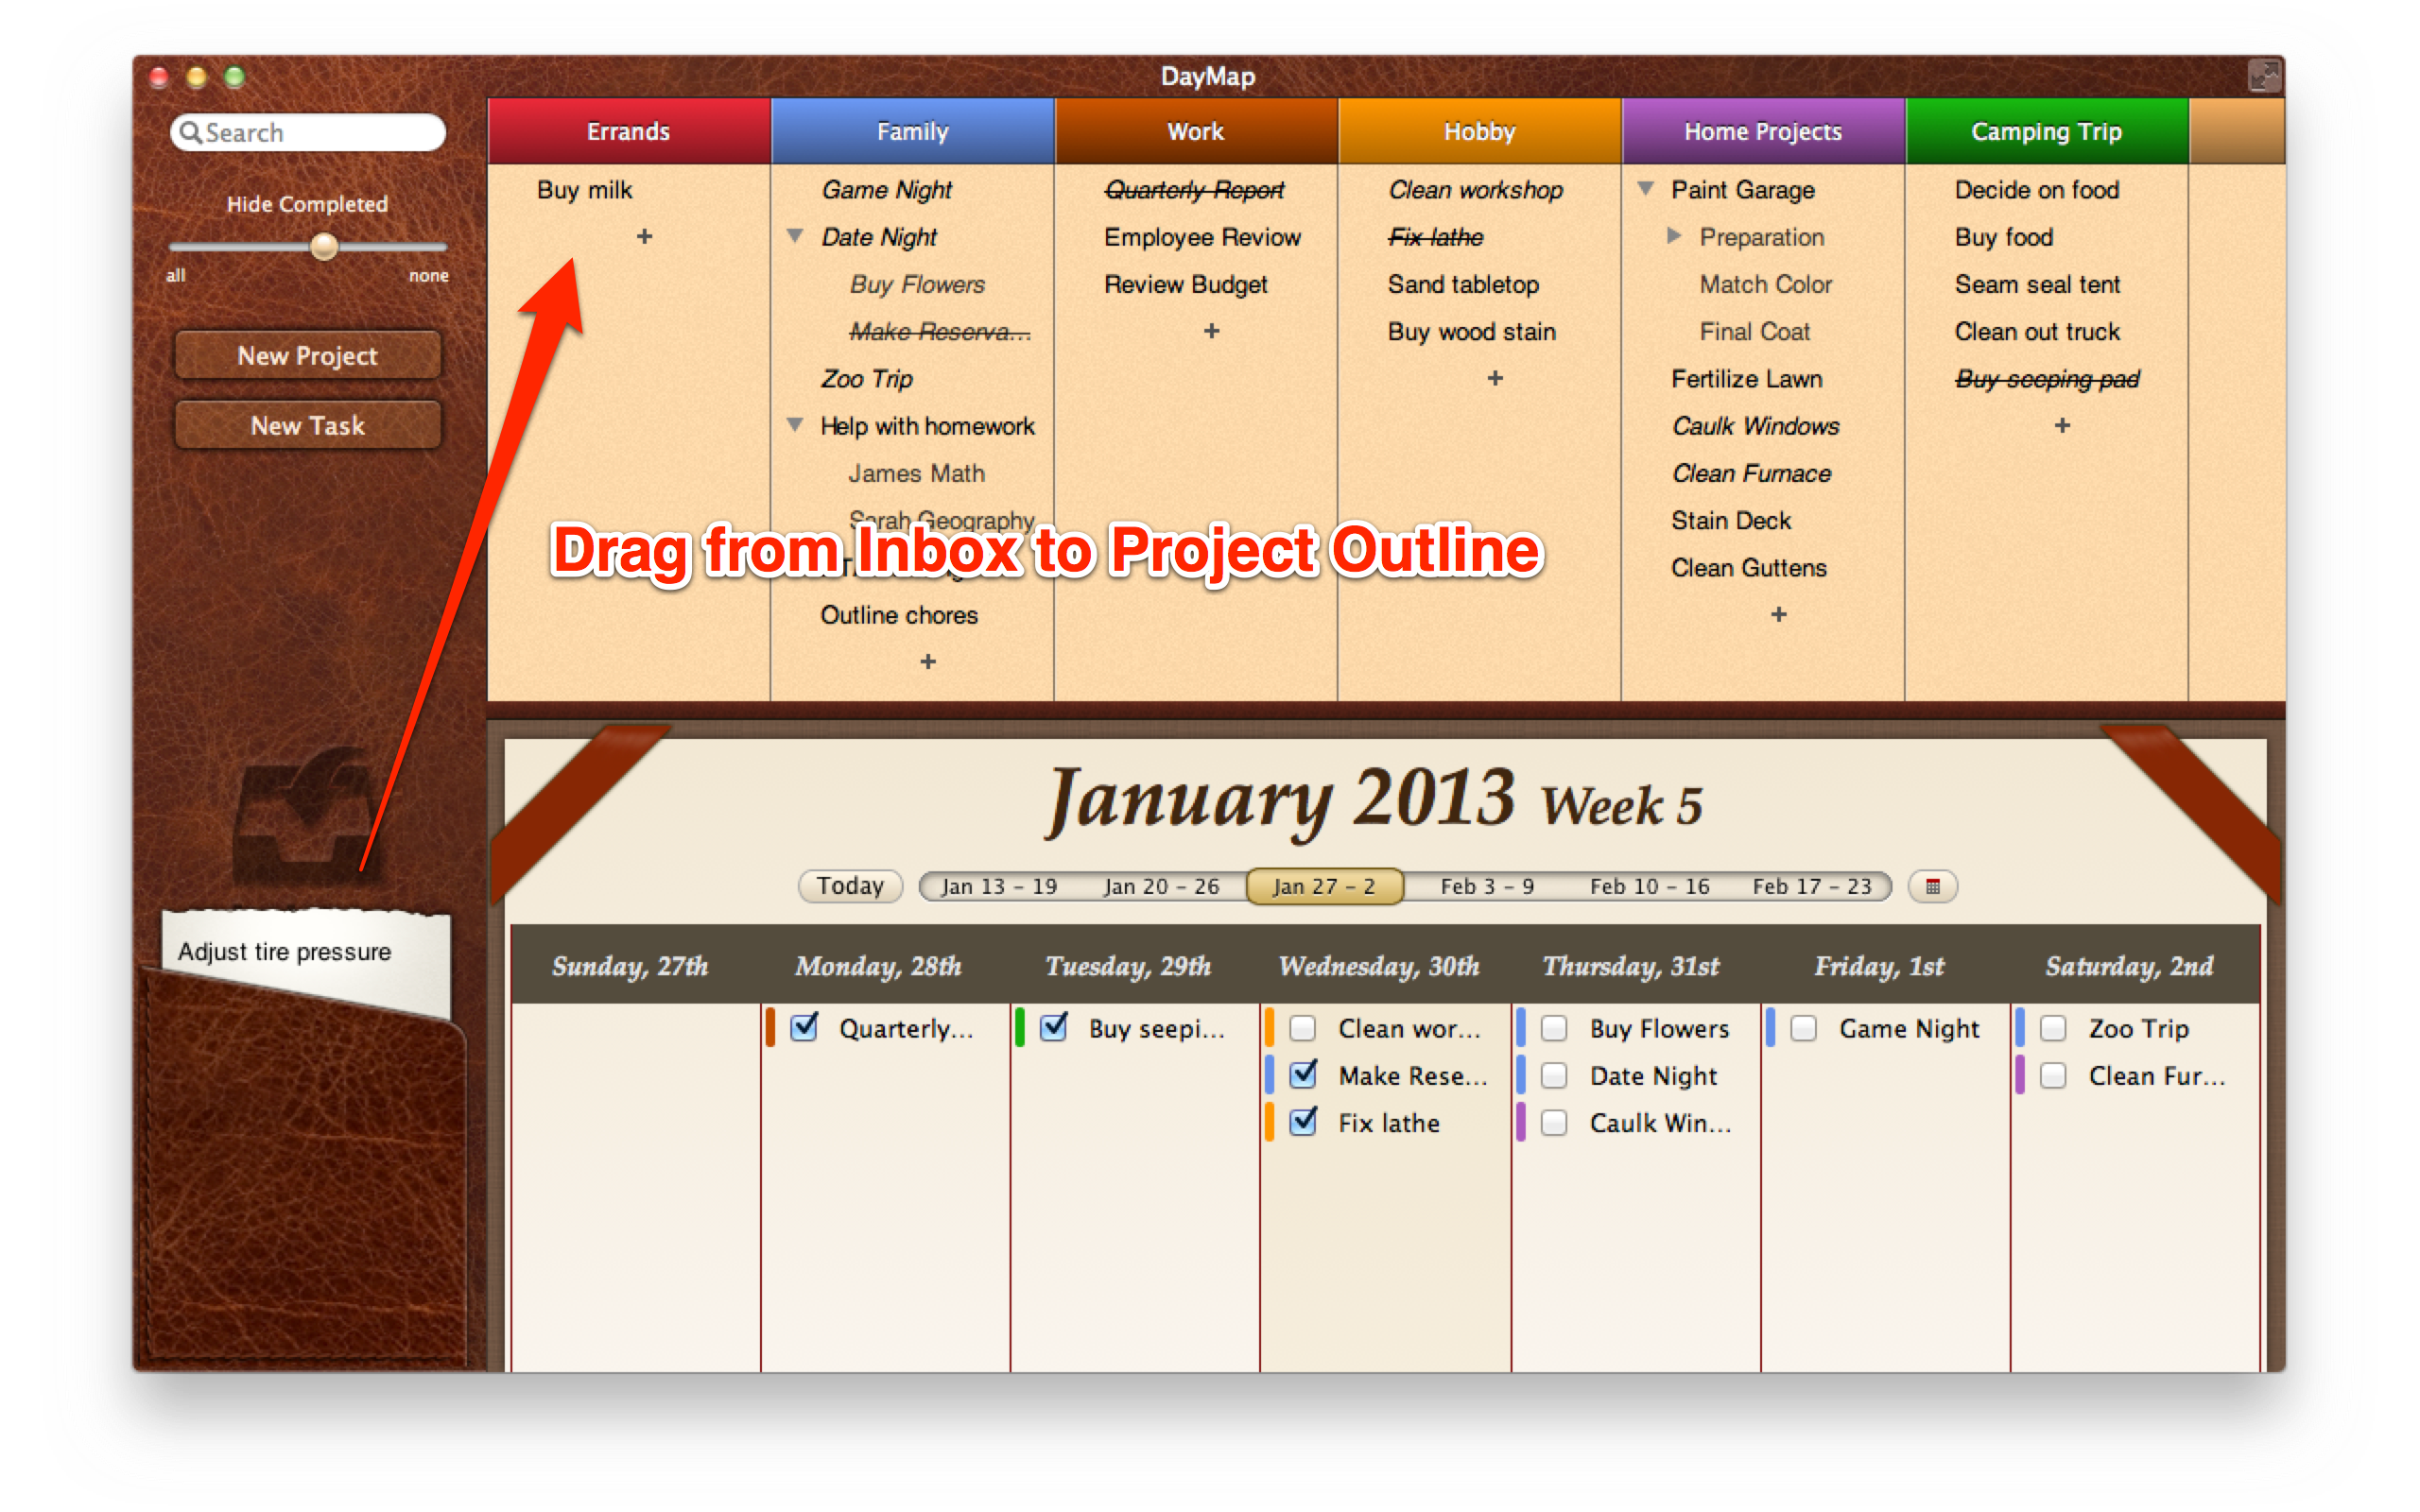 DayMap
Search
Hide Completed
all
none
New Project
New Task
Errands
Buy milk
+
Family
Game Night
Date Night
Buy Flowers
Make Reserva...
Zoo Trip
Help with homework
James Math
Sarah Geography
Outline chores
+
Work
Quarterly Report
Employee Reviow
Review Budget
+
Hobby
Clean workshop
Fix lathe
Sand tabletop
Buy wood stain
+
Home Projects
Paint Garage
Preparation
Match Color
Final Coat
Fertilize Lawn
Caulk Windows
Clean Furnace
Stain Deck
Clean Guttens
+
Camping Trip
Decide on food
Buy food
Seam seal tent
Clean out truck
Buy seeping pad
+
Drag from Inbox to Project Outline
Adjust tire pressure
January 2013 Week 5
Today
Jan 13 – 19
Jan 20 – 26
Jan 27 – 2
Feb 3 – 9
Feb 10 – 16
Feb 17 – 23
Sunday, 27th
Monday, 28th
Quarterly...
Tuesday, 29th
Buy seepi...
Wednesday, 30th
Clean wor...
Make Rese...
Fix lathe
Thursday, 31st
Buy Flowers
Date Night
Caulk Win...
Friday, 1st
Game Night
Saturday, 2nd
Zoo Trip
Clean Fur...